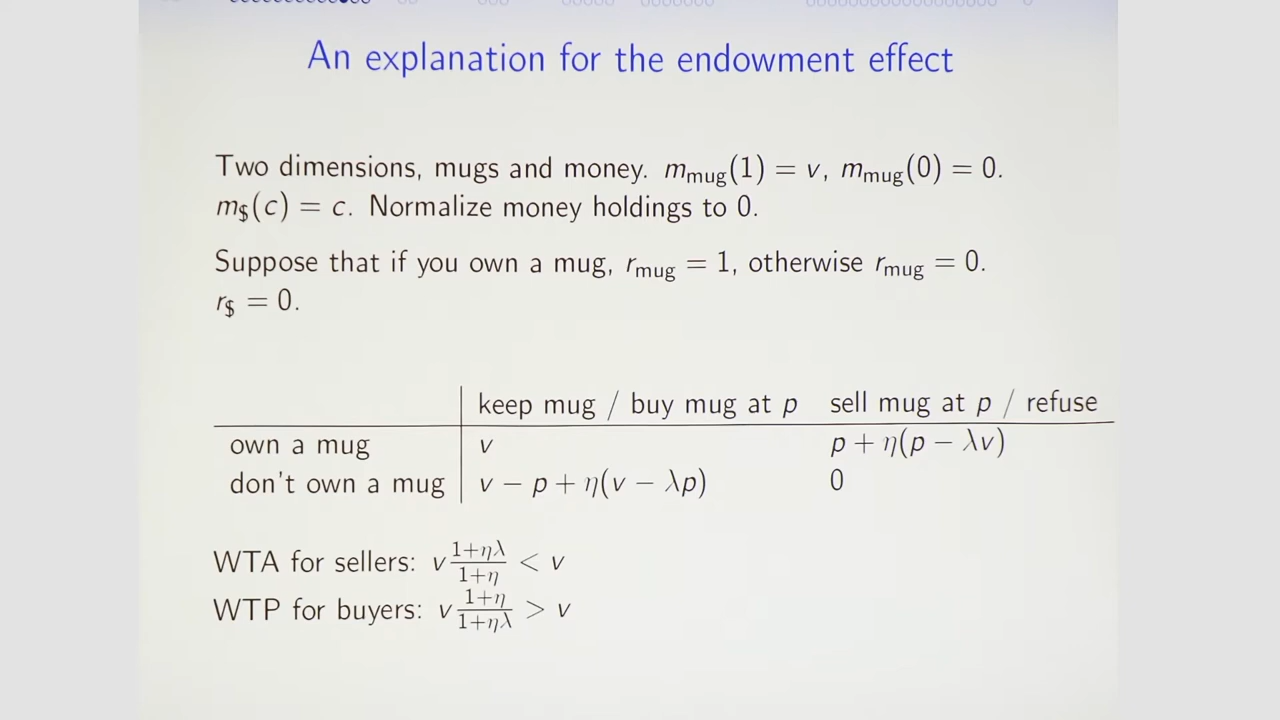 An explanation for the endowment effect
Two dimensions, mugs and money. m_mug(1) = v, m_mug(0) = 0.
m_$(c) = c. Normalize money holdings to 0.
Suppose that if you own a mug, r_mug = 1, otherwise r_mug = 0.
r_$ = 0.
keep mug / buy mug at p sell mug at p / refuse
own a mug v p + η(p − λv)
don't own a mug v − p + η(v − λp) 0
WTA for sellers: v (1+ηλ)/(1+η) < v
WTP for buyers: v (1+η)/(1+ηλ) > v